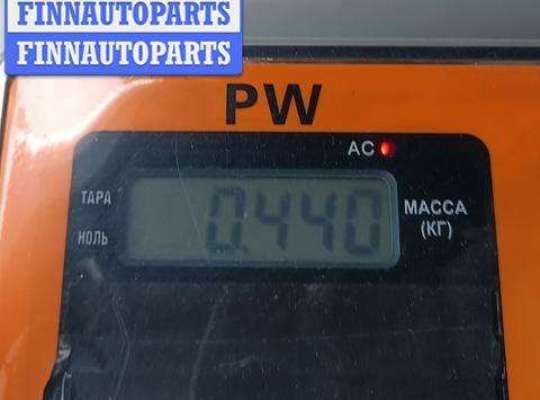 FINNAUTOPARTS
FINNAUTOPARTS
PW
AC
ТАРА
0.440
МАССА
НОЛЬ
(КГ)